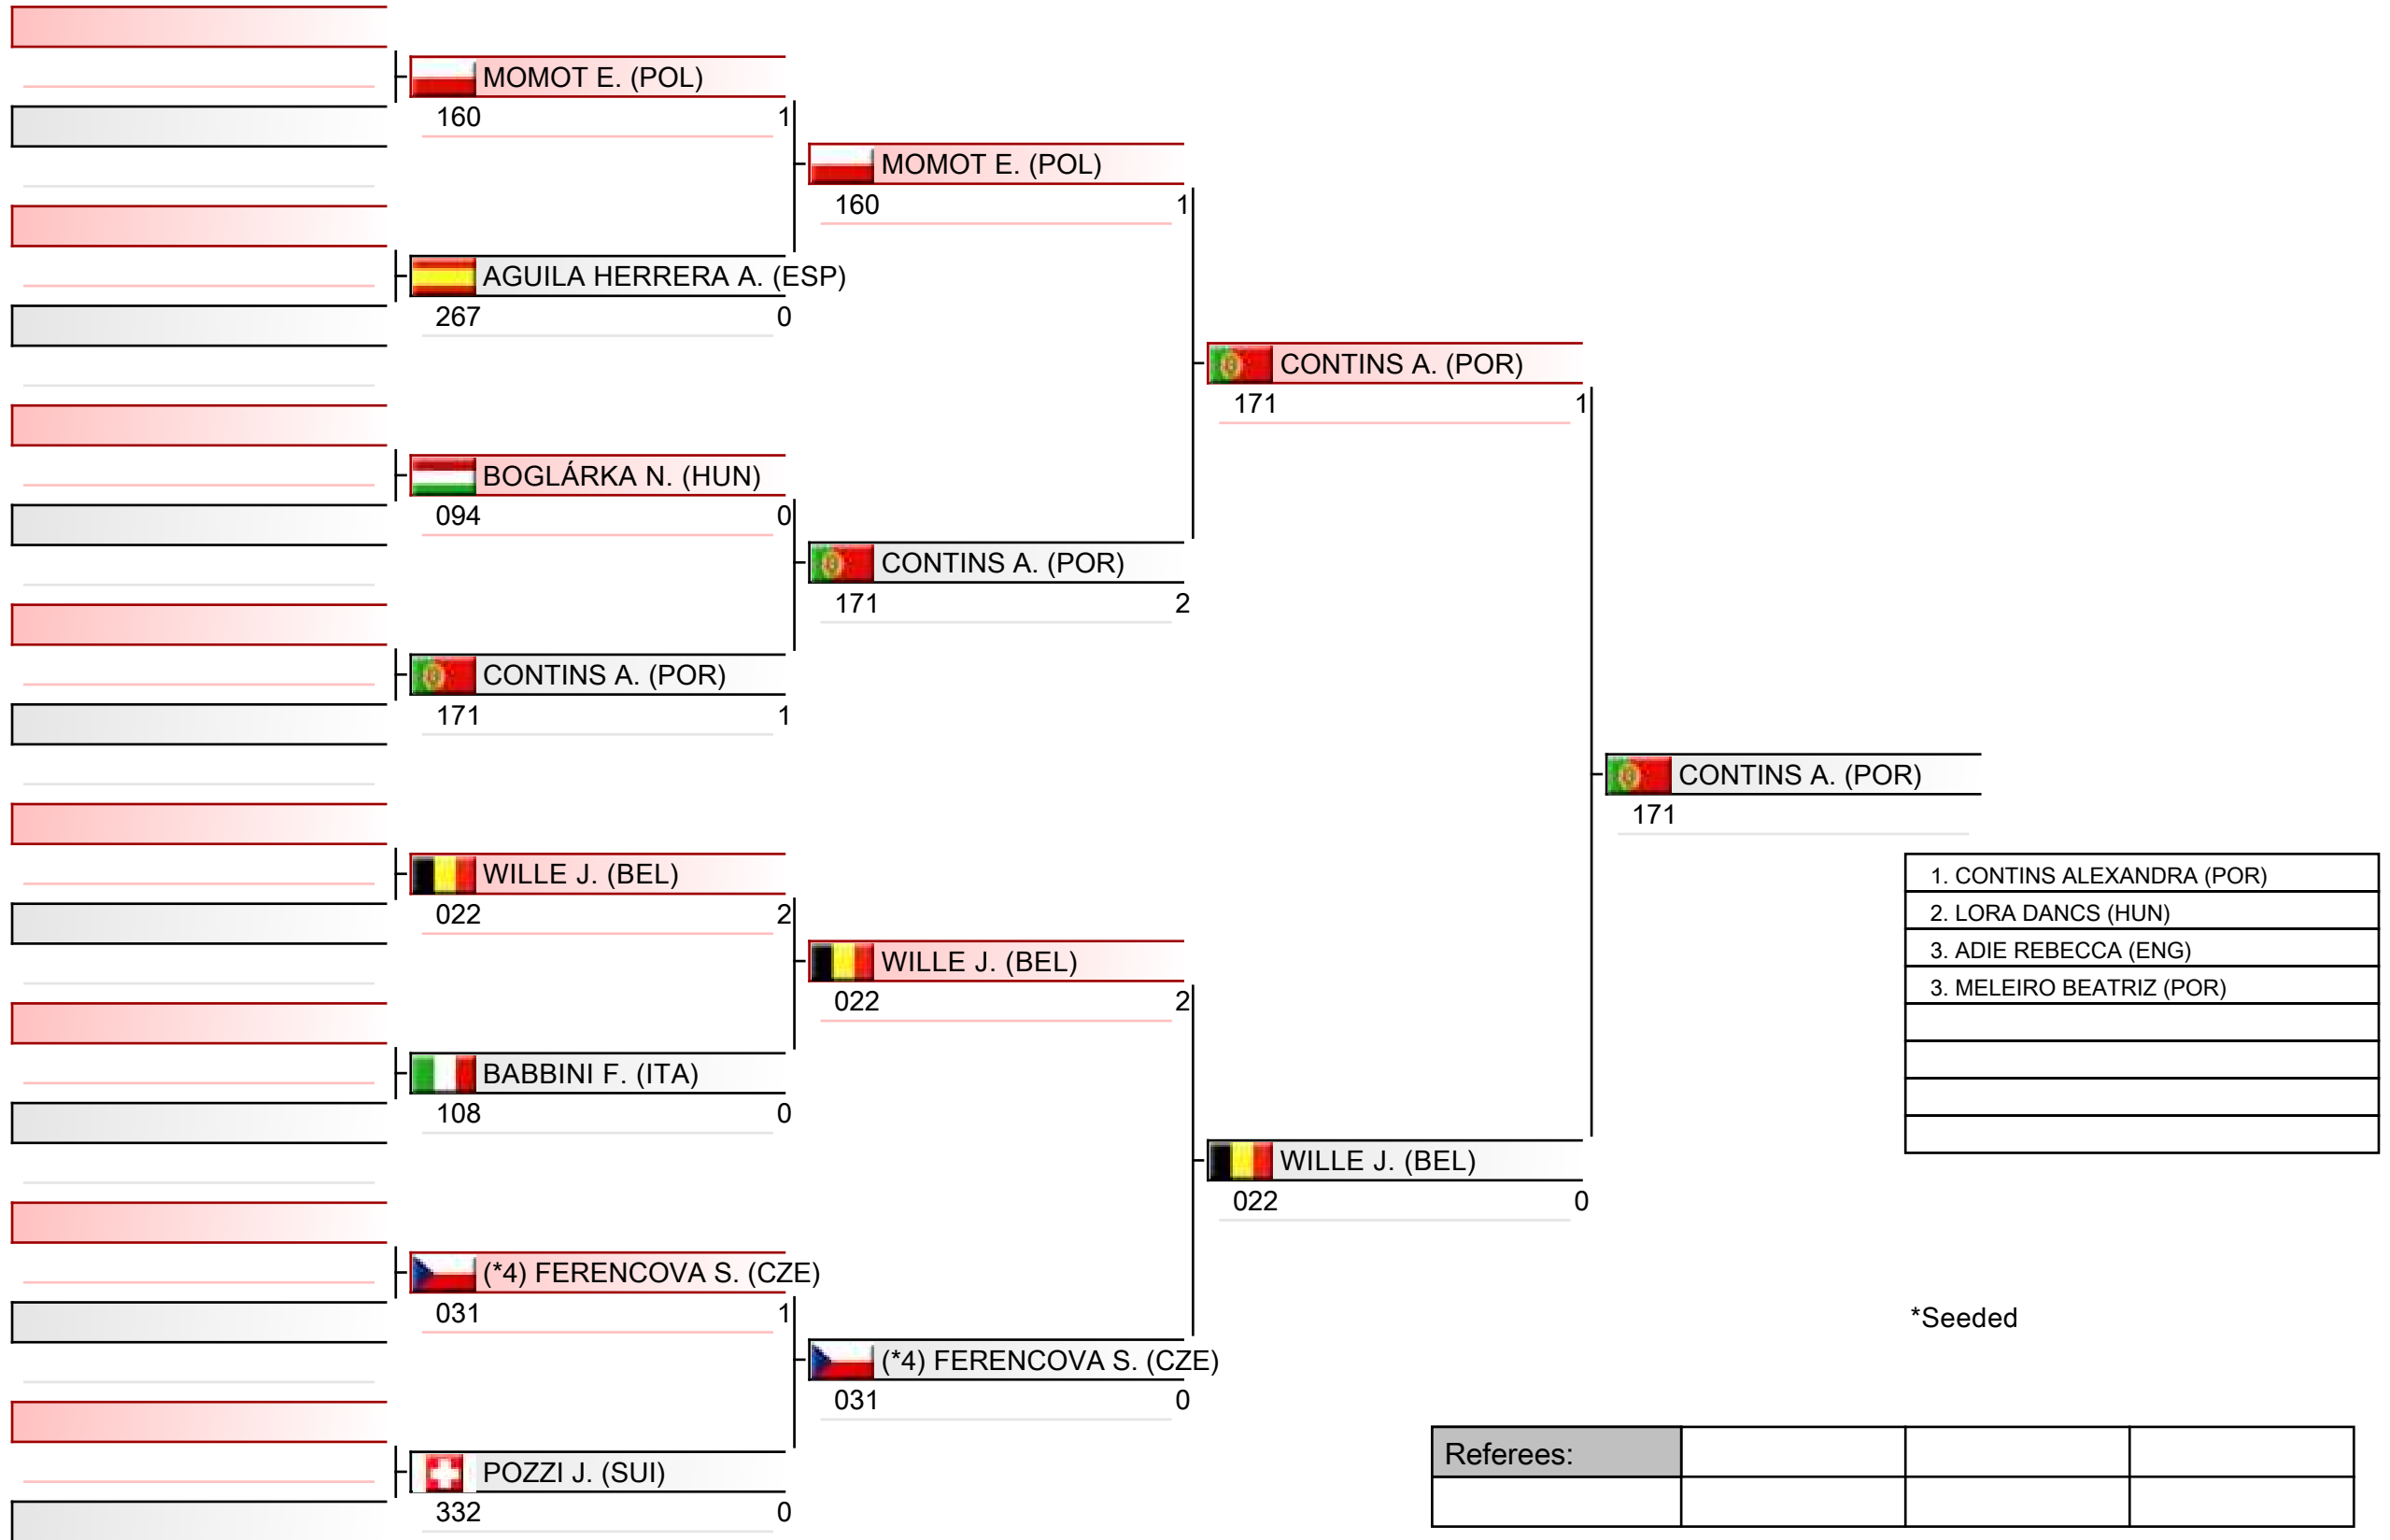 MOMOT E. (POL)
160 1
AGUILA HERRERA A. (ESP)
267 0
BOGLÁRKA N. (HUN)
094 0
CONTINS A. (POR)
171 1
WILLE J. (BEL)
022 2
BABBINI F. (ITA)
108 0
(*4) FERENCOVA S. (CZE)
031 1
POZZI J. (SUI)
332 0
MOMOT E. (POL)
160 1
CONTINS A. (POR)
171 2
WILLE J. (BEL)
022 2
(*4) FERENCOVA S. (CZE)
031 0
CONTINS A. (POR)
171 1
WILLE J. (BEL)
022 0
CONTINS A. (POR)
171
1. CONTINS ALEXANDRA (POR)
2. LORA DANCS (HUN)
3. ADIE REBECCA (ENG)
3. MELEIRO BEATRIZ (POR)
*Seeded
Referees: